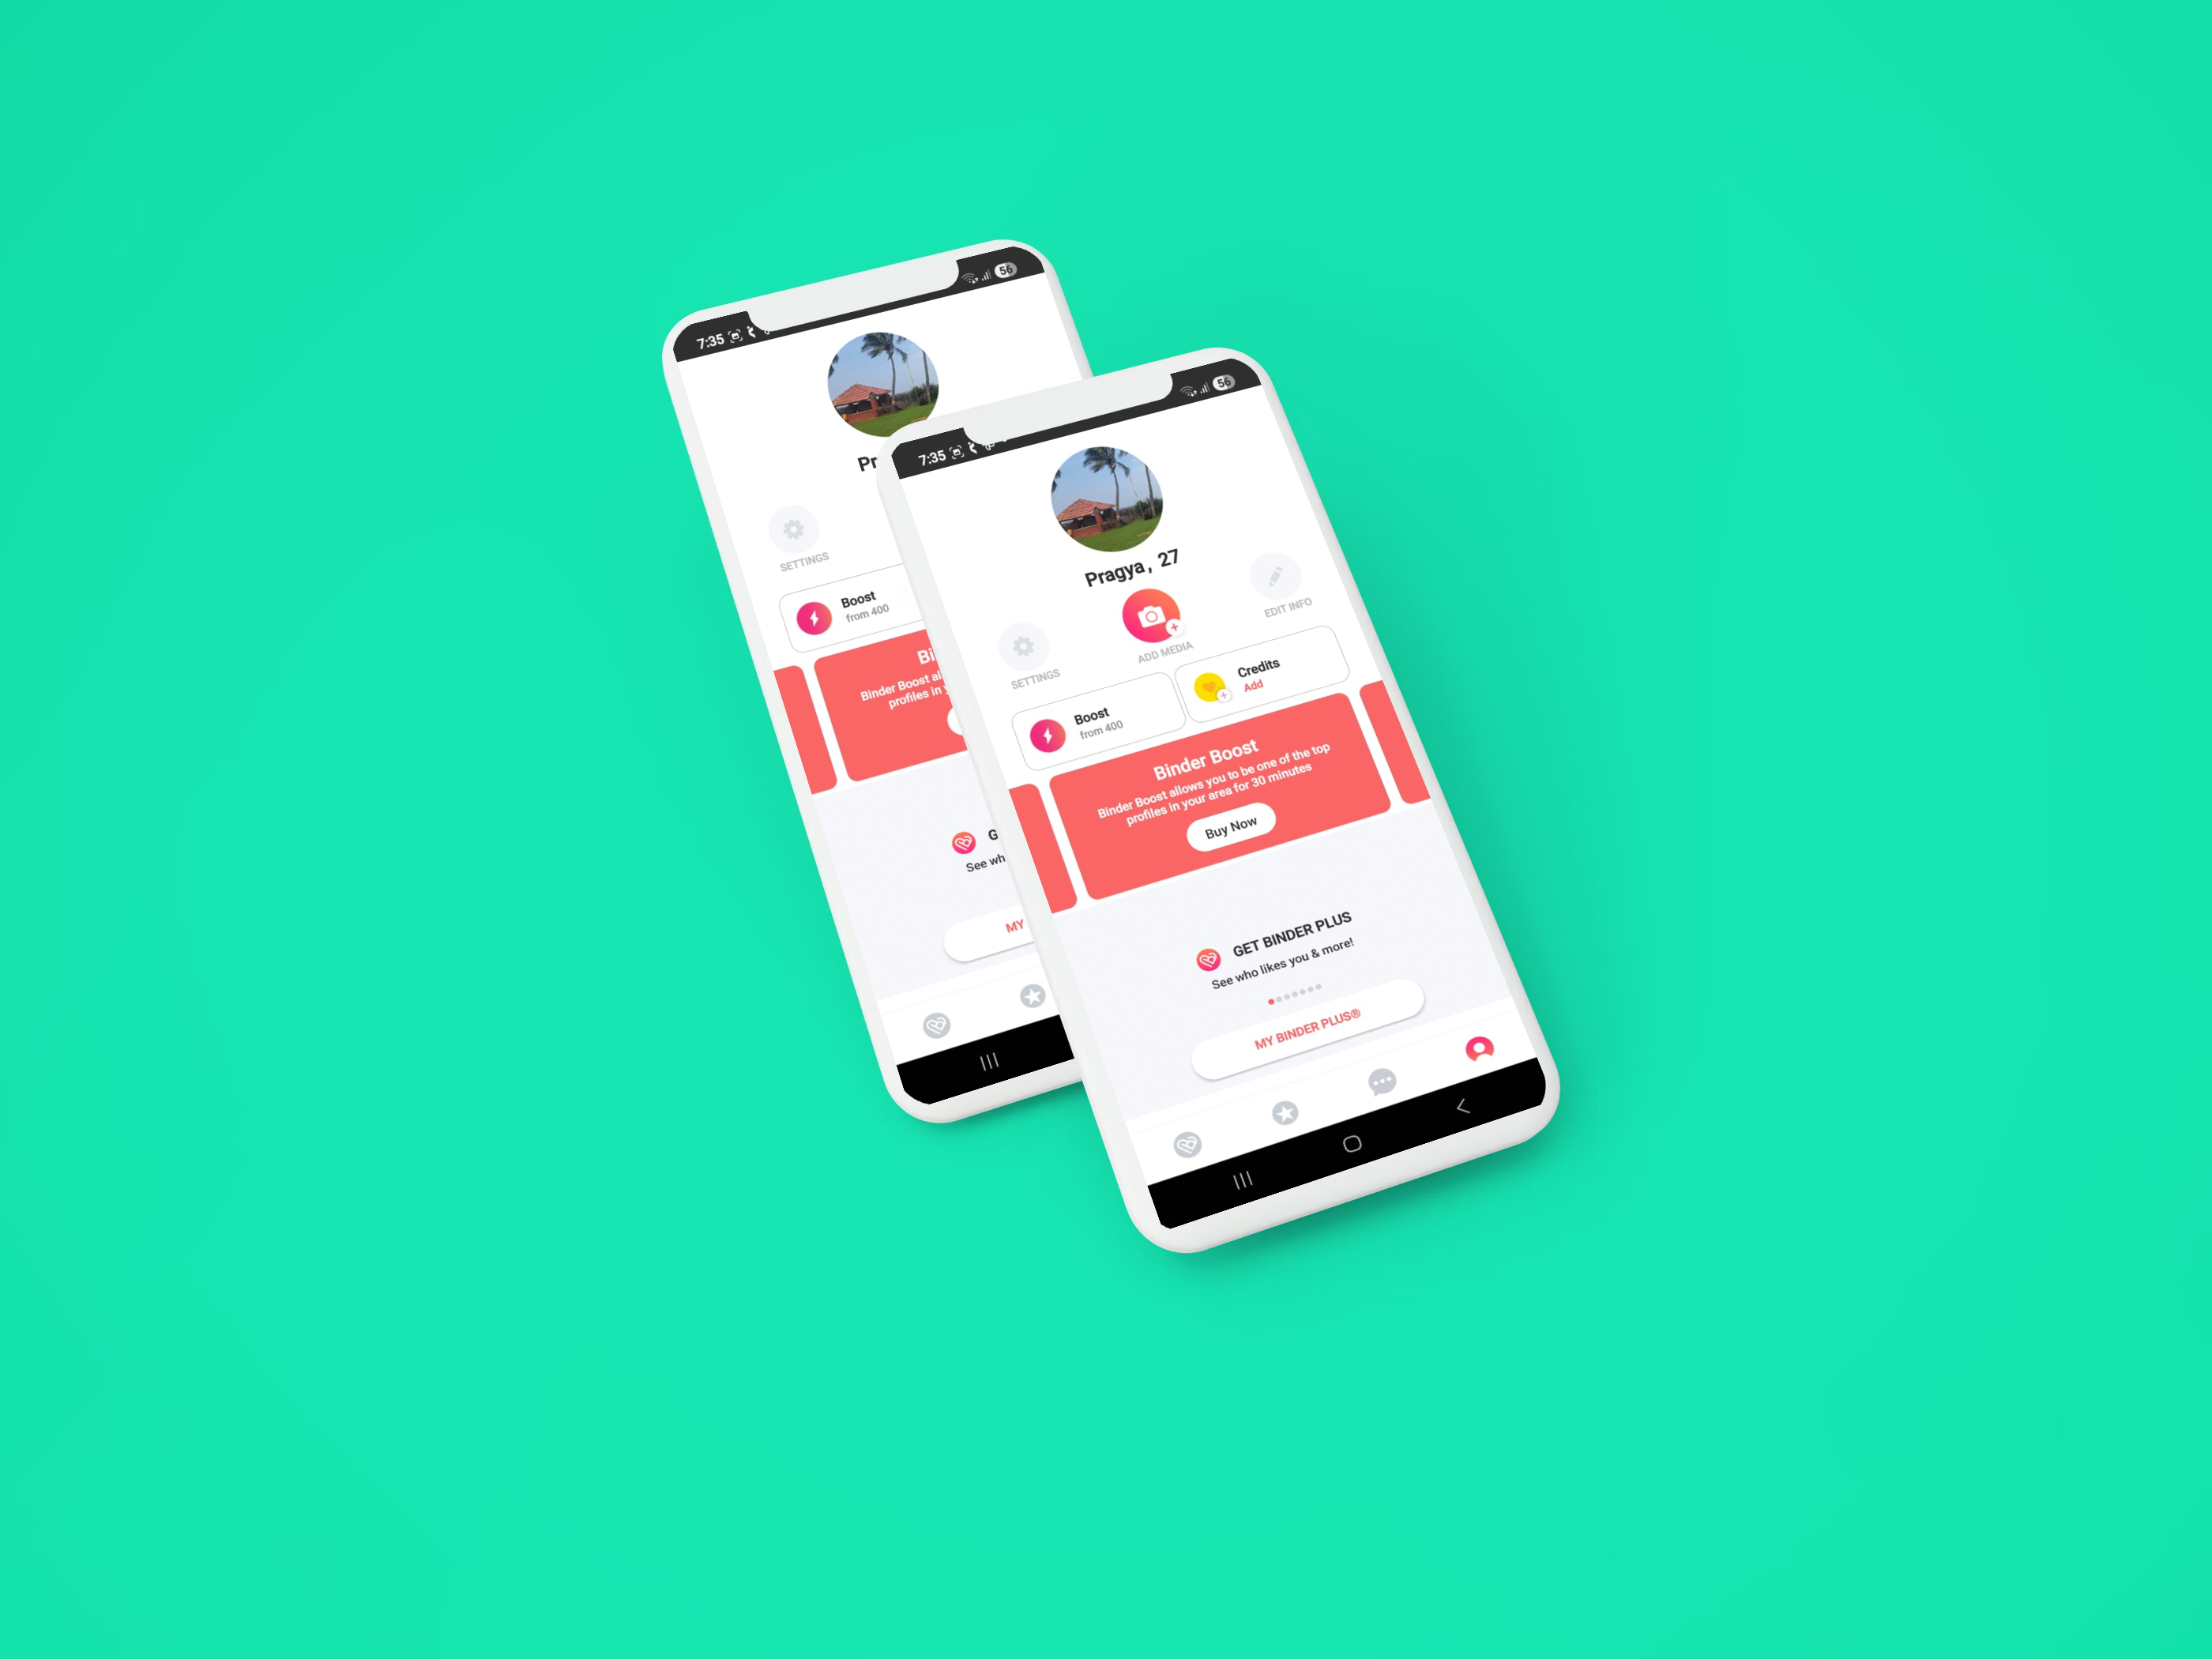 7:35
56
Pr
SETTINGS
Boost
from 400
Bi
Binder Boost al
profiles in y
G
See wh
MY
7:35
56
Pragya, 27
SETTINGS
ADD MEDIA
EDIT INFO
Boost
from 400
Credits
Add
Binder Boost
Binder Boost allows you to be one of the top
profiles in your area for 30 minutes
Buy Now
GET BINDER PLUS
See who likes you & more!
MY BINDER PLUS®